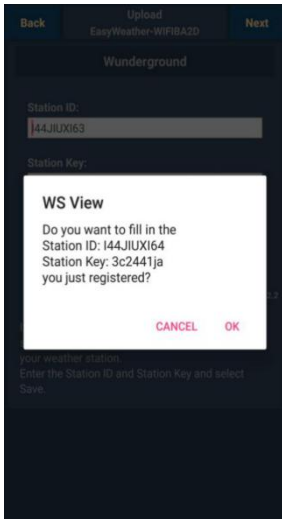 Back
Upload
Next
EasyWeather-WIFIBA2D
Wunderground
Station ID:
I44JIUXI63
Station Key:
WS View
Do you want to fill in the
Station ID: I44JIUXI64
Station Key: 3c2441ja
you just registered?
2.2
CANCEL OK
your weather station.
Enter the Station ID and Station Key and select
Save.